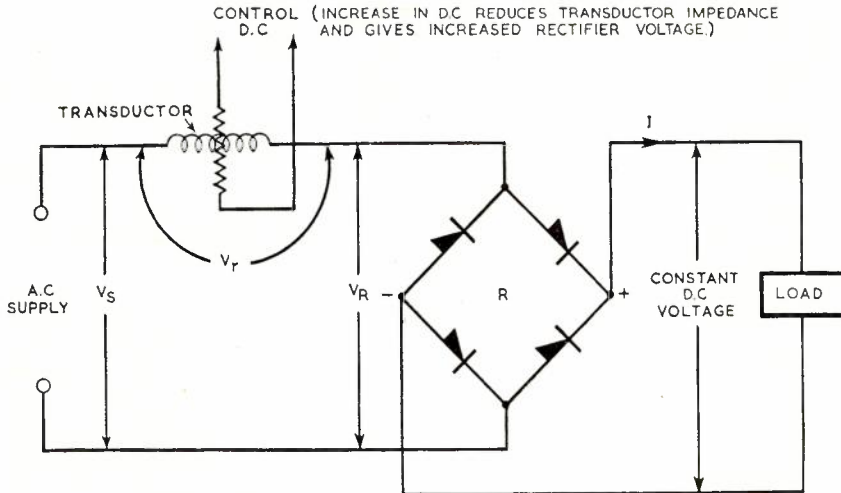 CONTROL (INCREASE IN D.C REDUCES TRANSDUCTOR IMPEDANCE
D.C AND GIVES INCREASED RECTIFIER VOLTAGE.)
TRANSDUCTOR
I
Vr
A.C
SUPPLY
VS
VR
-
R
+
CONSTANT
D.C
VOLTAGE
LOAD